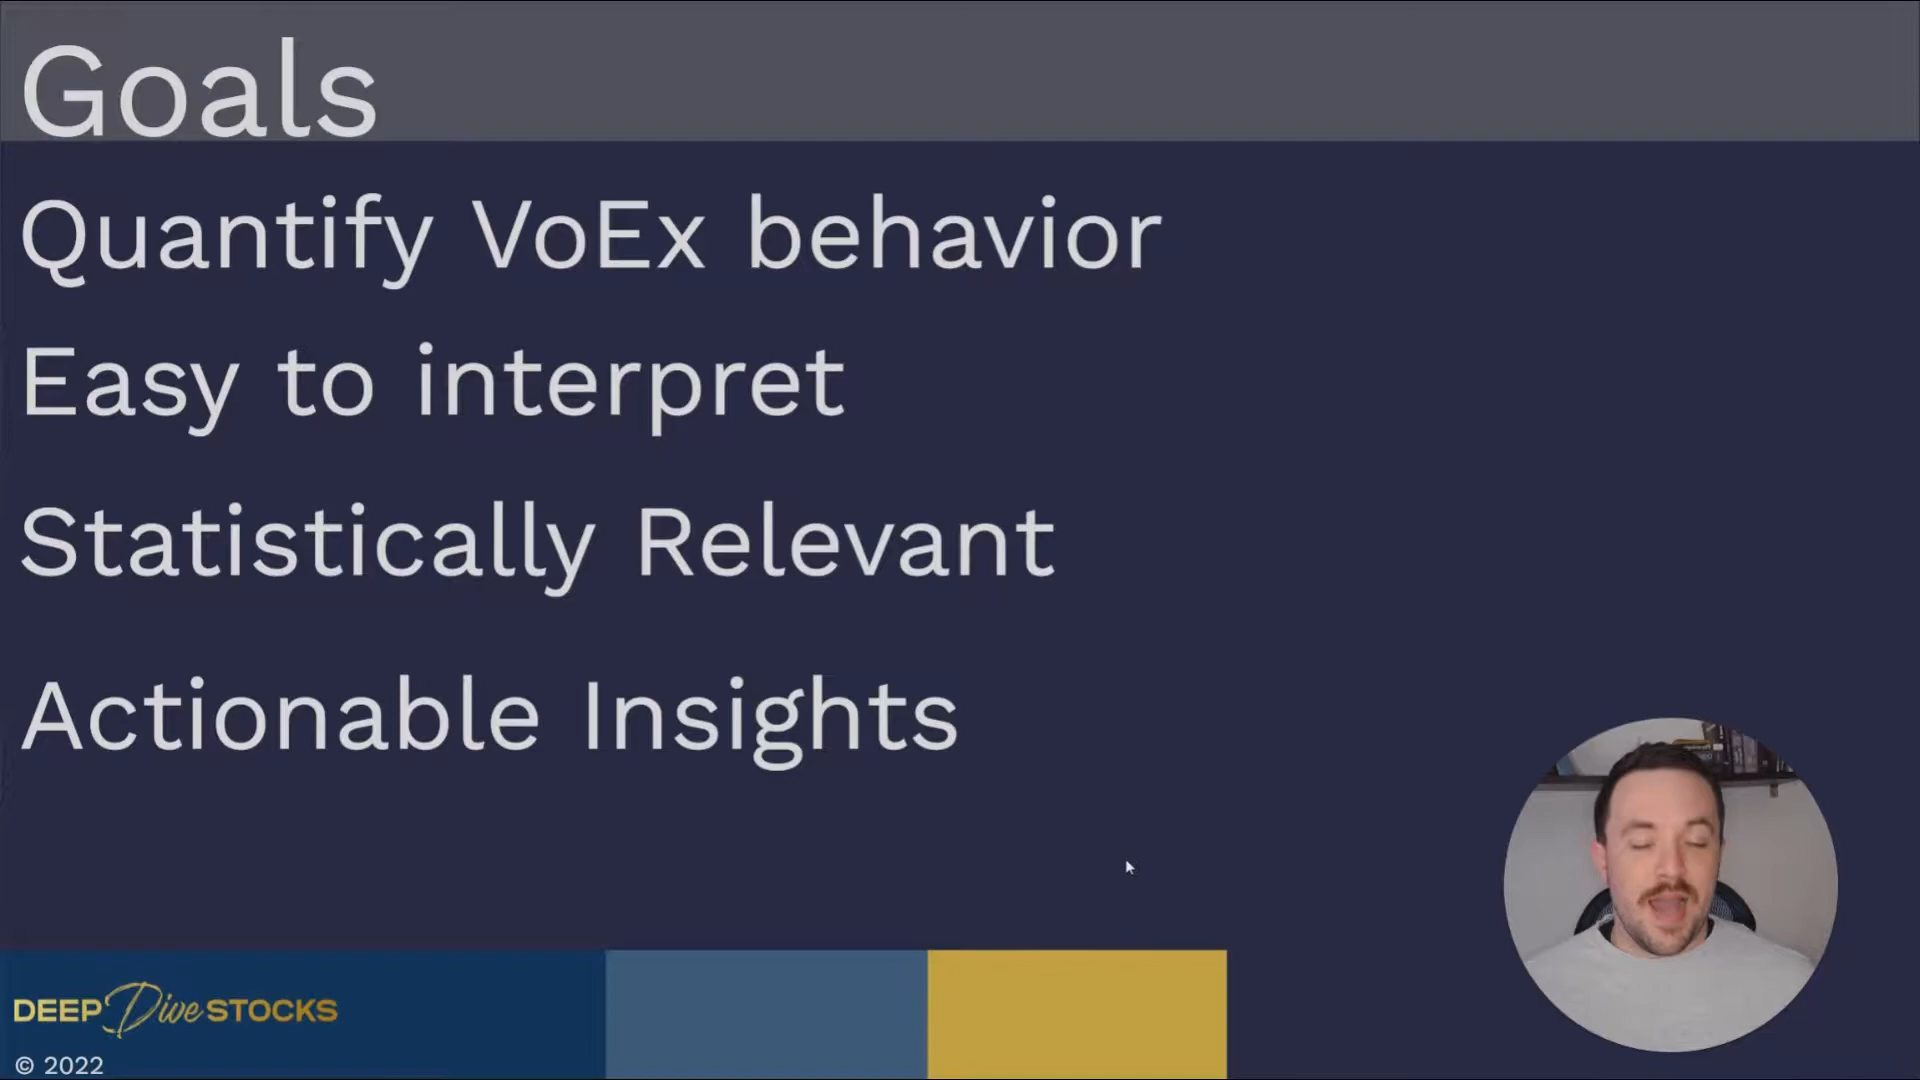 Goals
Quantify VoEx behavior
Easy to interpret
Statistically Relevant
Actionable Insights
DEEP Dive STOCKS
© 2022